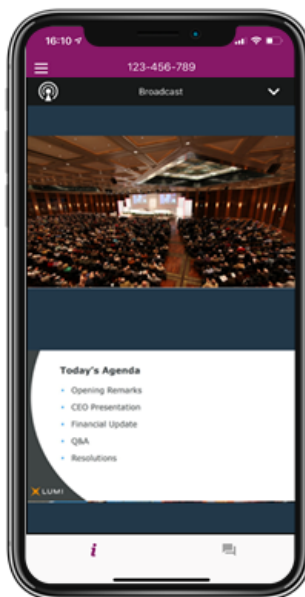 16:10
123-456-789
Broadcast
Today's Agenda
Opening Remarks
CEO Presentation
Financial Update
Q&A
Resolutions
LUMI
i